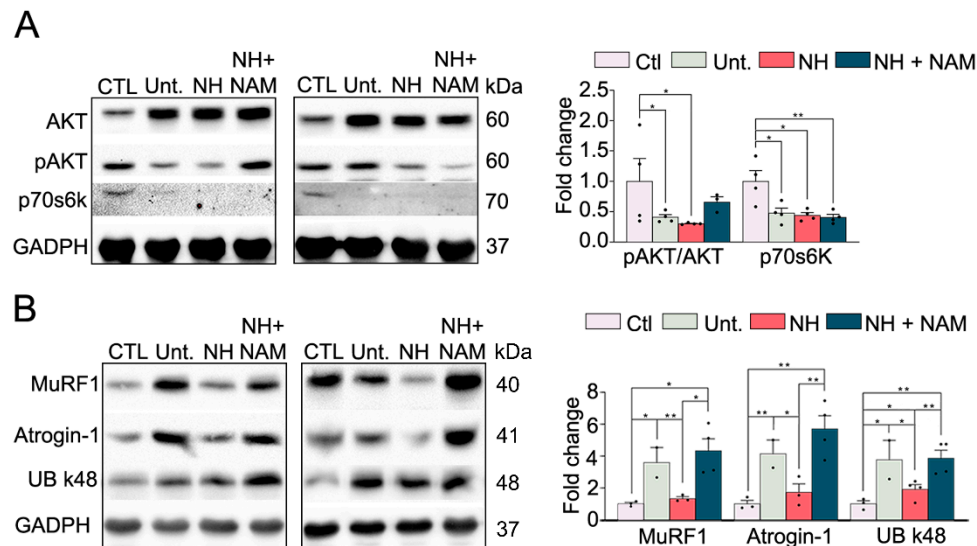 A
NH+
CTL Unt. NH NAM
NH+
CTL Unt. NH NAM kDa
AKT 60
pAKT 60
p70s6k 70
GADPH 37
Ctl Unt. NH NH + NAM
Fold change
2.5
2.0
1.5
1.0
0.5
0.0
* * ** * *
pAKT/AKT p70s6K
B
NH+
CTL Unt. NH NAM
NH+
CTL Unt. NH NAM kDa
MuRF1 40
Atrogin-1 41
UB k48 48
GADPH 37
Ctl Unt. NH NH + NAM
Fold change
8
6
4
2
0
* * ** *
** ** * **
** * * * **
MuRF1 Atrogin-1 UB k48